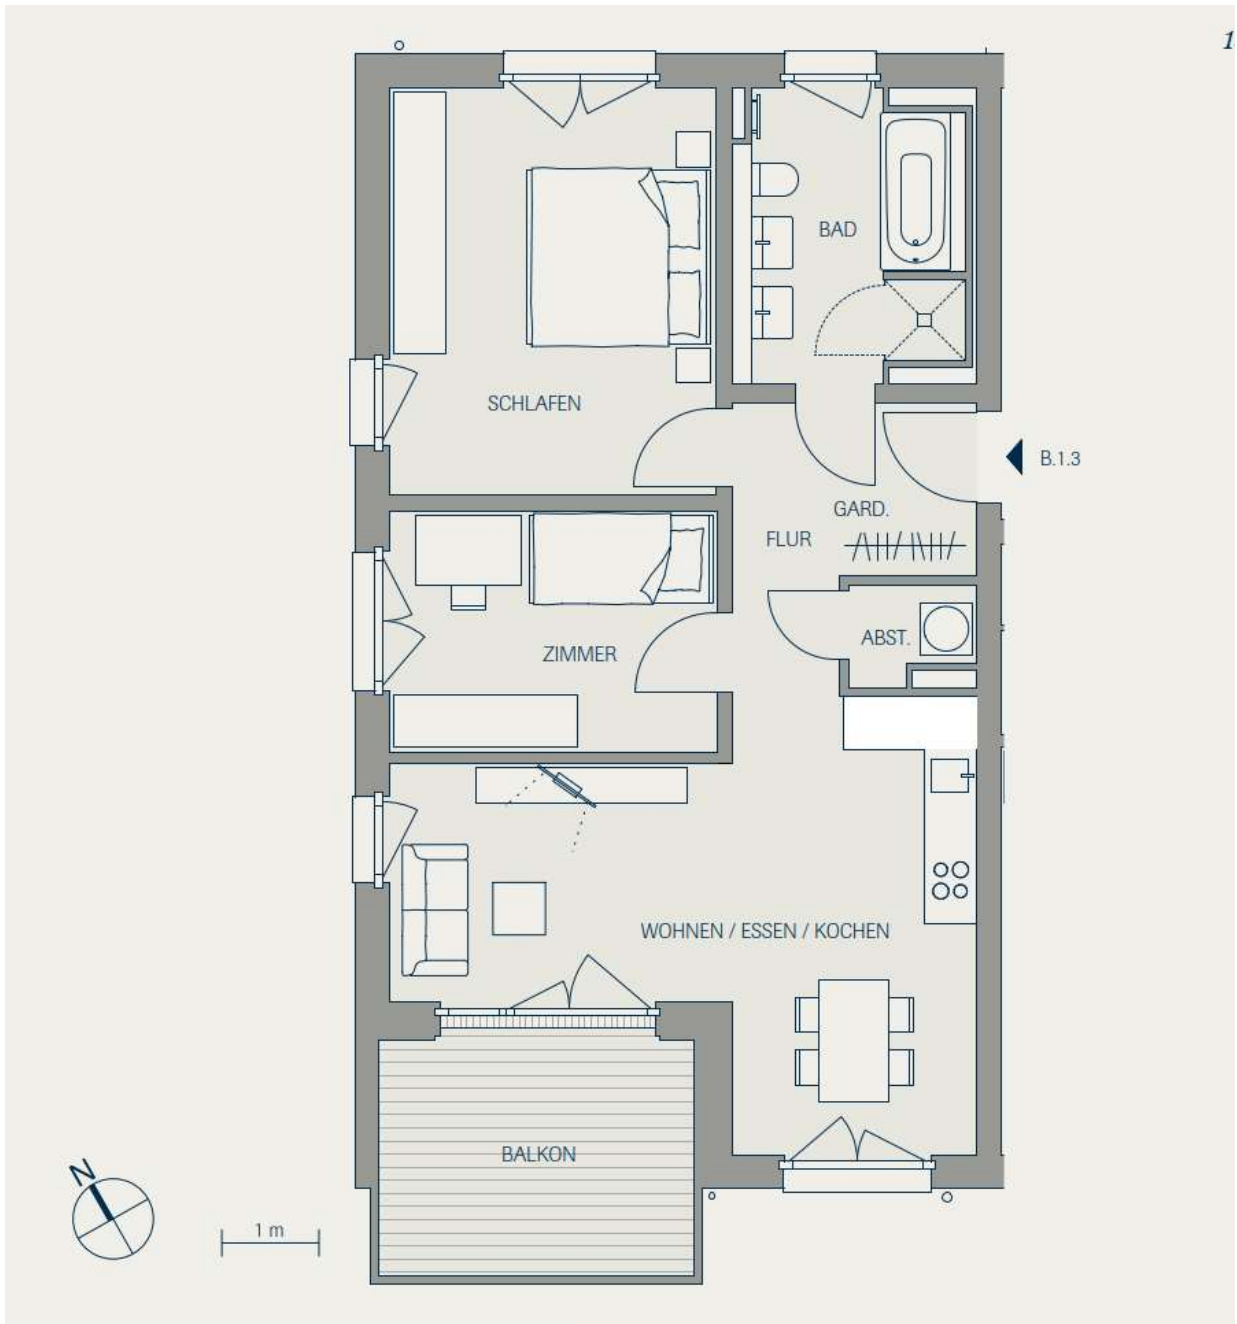 BAD
SCHLAFEN
B.1.3
GARD.
FLUR
ABST.
ZIMMER
WOHNEN / ESSEN / KOCHEN
BALKON
N
1 m